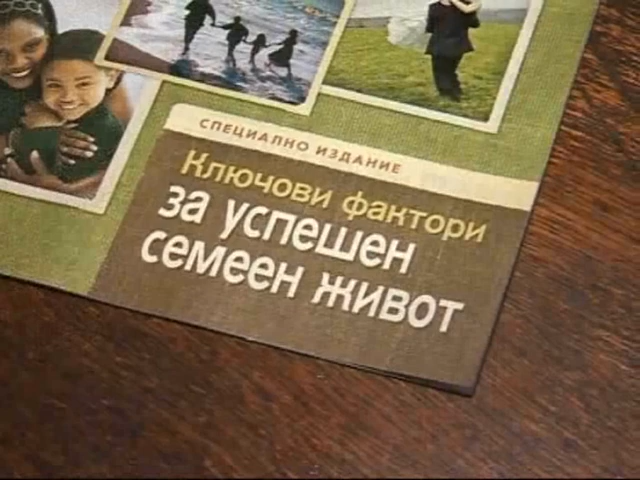 СПЕЦИАЛНО ИЗДАНИЕ
Ключови фактори
за успешен
семеен живот